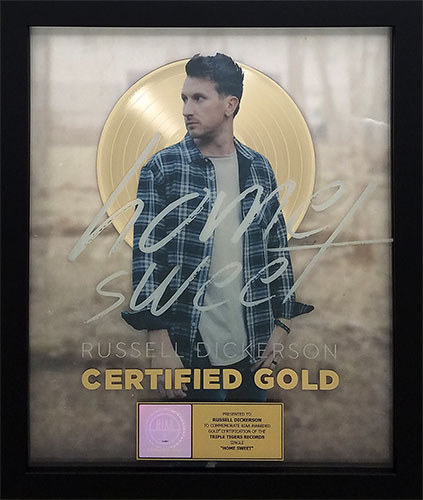 home
sweet
RUSSELL DICKERSON
CERTIFIED GOLD
PRESENTED TO
RUSSELL DICKERSON
TO COMMEMORATE RIAA AWARDED
GOLD CERTIFICATION OF THE
TRIPLE TIGERS RECORDS
SINGLE
"HOME SWEET"